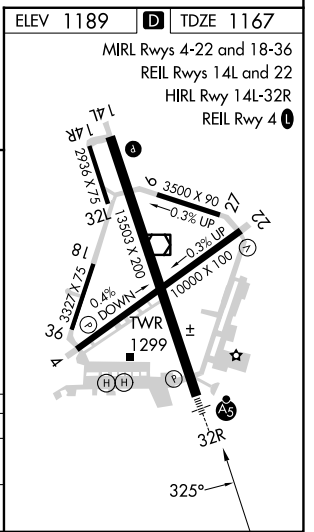 ELEV 1189 D TDZE 1167
MIRL Rwys 4-22 and 18-36
REIL Rwys 14L and 22
HIRL Rwy 14L-32R
REIL Rwy 4 L
14L
14R
P
2936 X 75
9
3500 X 90
27
0.3% UP
22
32L
13503 X 200
18
0.3% UP
V
3327 X 75
0.4%
DOWN
10000 X 100
P
36
4
TWR
1299
±
H H
P
A5
32R
325°